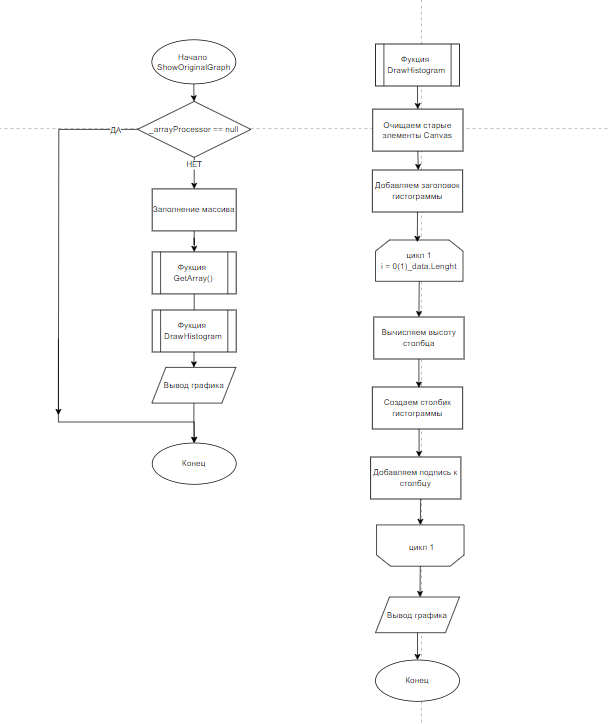 Начало
ShowOriginalGraph
_arrayProcessor == null
ДА
НЕТ
Заполнение массива
Фукция
GetArray()
Фукция
DrawHistogram
Вывод графика
Конец
Фукция
DrawHistogram
Очищаем старые
элементы Canvas
Добавляем заголовок
гистограммы
цикл 1
i = 0(1)_data.Lenght
Вычисляем высоту
столбца
Создаем столбик
гистограммы
Добавляем подпись к
столбцу
цикл 1
Вывод графика
Конец